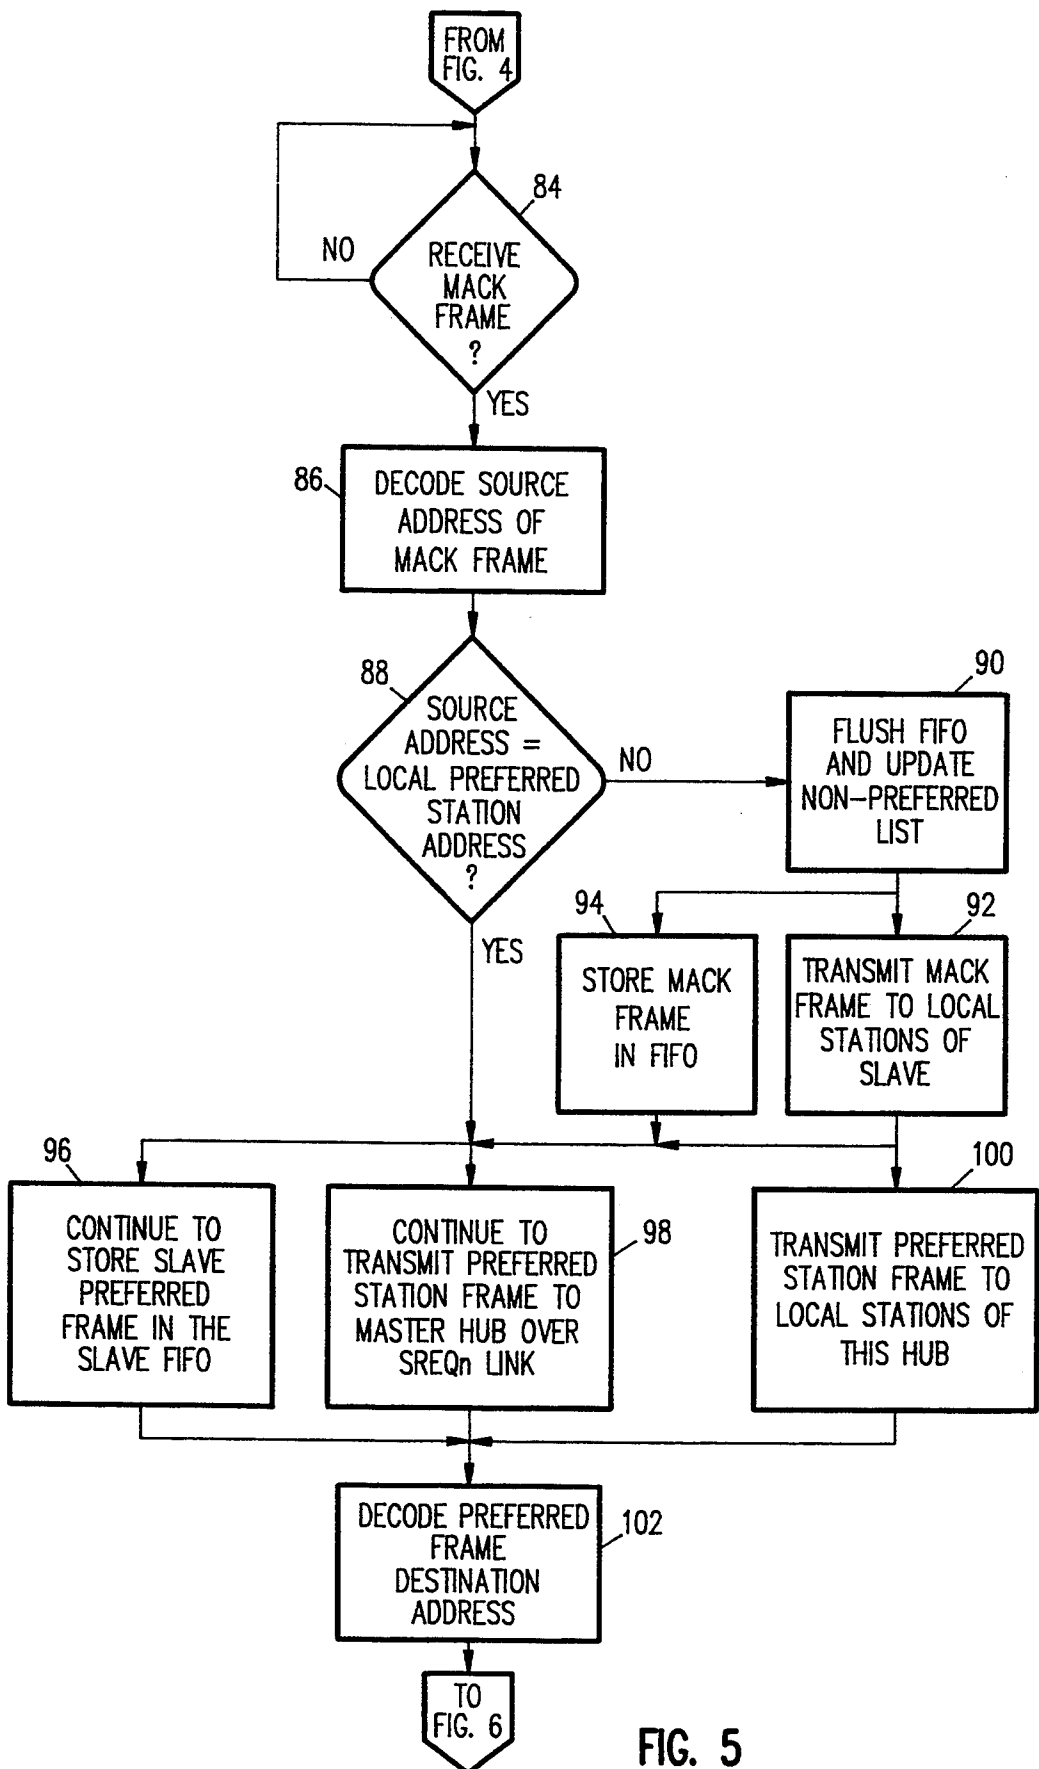 FROM
FIG. 4
84
NO
RECEIVE
MACK
FRAME
?
YES
86
DECODE SOURCE
ADDRESS OF
MACK FRAME
88
SOURCE
ADDRESS =
LOCAL PREFERRED
STATION
ADDRESS
?
NO
YES
90
FLUSH FIFO
AND UPDATE
NON-PREFERRED
LIST
94
STORE MACK
FRAME
IN FIFO
92
TRANSMIT MACK
FRAME TO LOCAL
STATIONS OF
SLAVE
96
CONTINUE TO
STORE SLAVE
PREFERRED
FRAME IN THE
SLAVE FIFO
98
CONTINUE TO
TRANSMIT PREFERRED
STATION FRAME TO
MASTER HUB OVER
SREQn LINK
100
TRANSMIT PREFERRED
STATION FRAME TO
LOCAL STATIONS OF
THIS HUB
102
DECODE PREFERRED
FRAME
DESTINATION
ADDRESS
TO
FIG. 6
FIG. 5